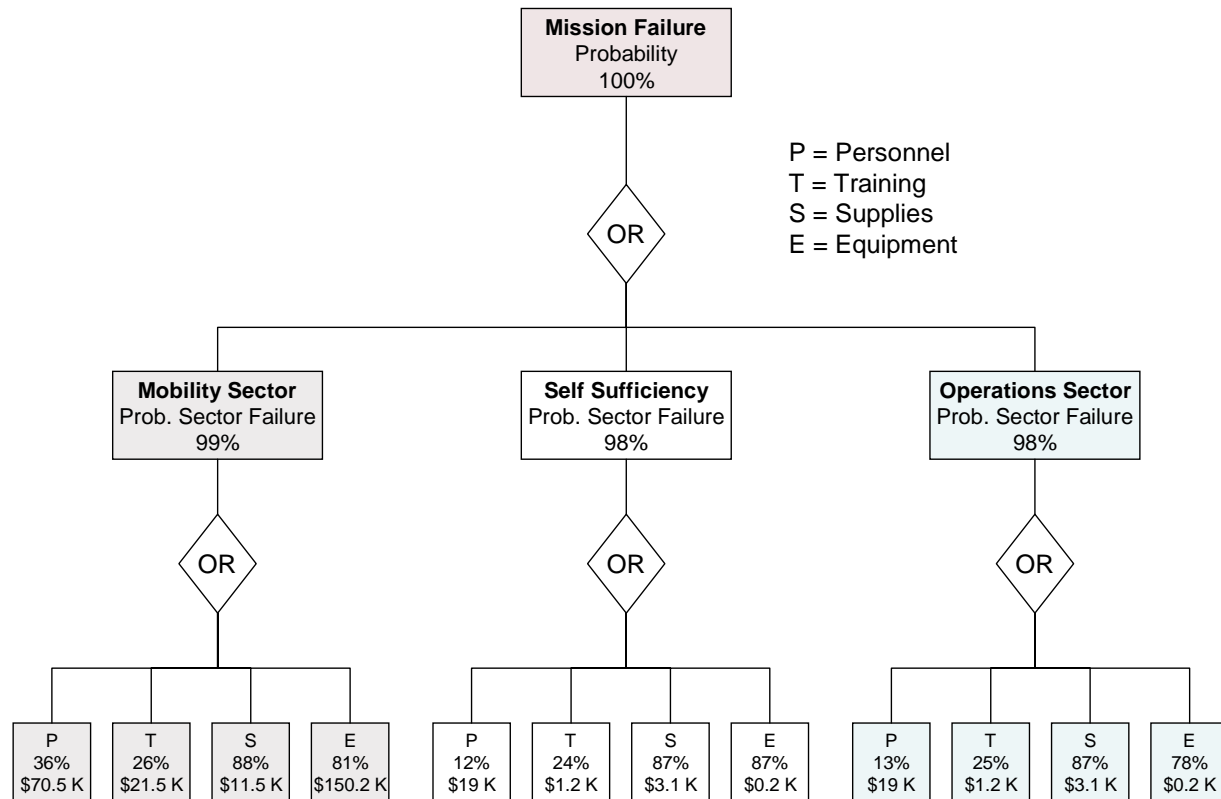 Mission Failure
Probability
100%
P = Personnel
T = Training
S = Supplies
E = Equipment
OR
Mobility Sector
Prob. Sector Failure
99%
Self Sufficiency
Prob. Sector Failure
98%
Operations Sector
Prob. Sector Failure
98%
OR
OR
OR
P
36%
$70.5 K
T
26%
$21.5 K
S
88%
$11.5 K
E
81%
$150.2 K
P
12%
$19 K
T
24%
$1.2 K
S
87%
$3.1 K
E
87%
$0.2 K
P
13%
$19 K
T
25%
$1.2 K
S
87%
$3.1 K
E
78%
$0.2 K